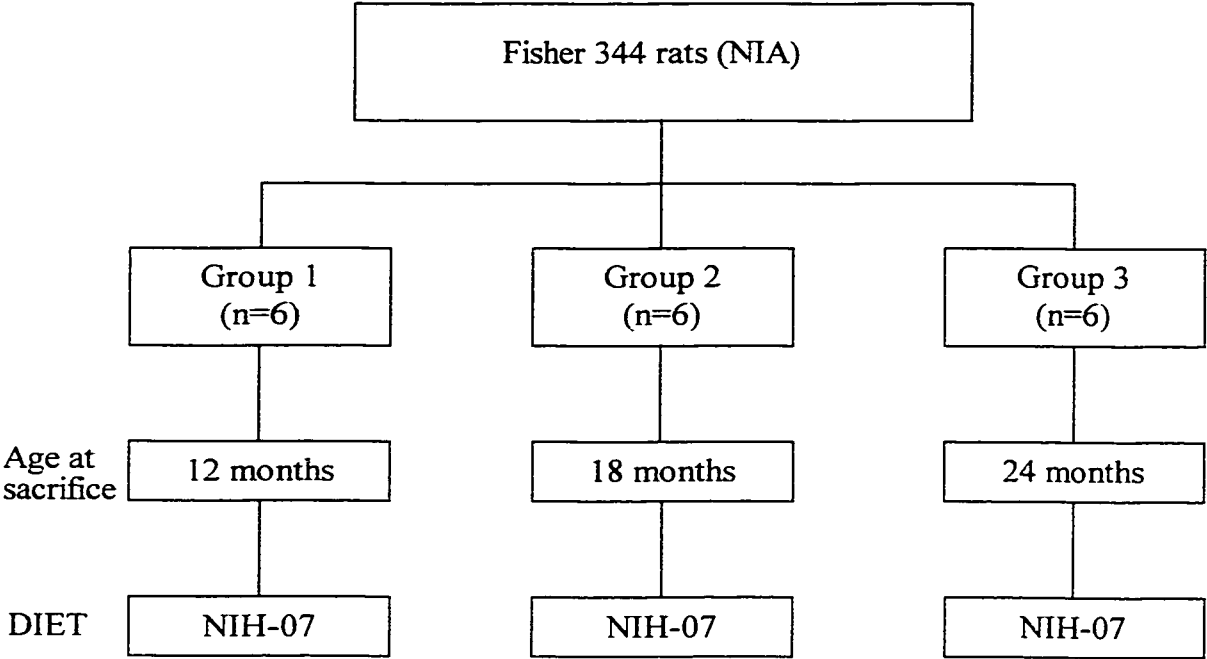 Fisher 344 rats (NIA)
Group 1
(n=6)
Group 2
(n=6)
Group 3
(n=6)
Age at
sacrifice
12 months
18 months
24 months
DIET
NIH-07
NIH-07
NIH-07